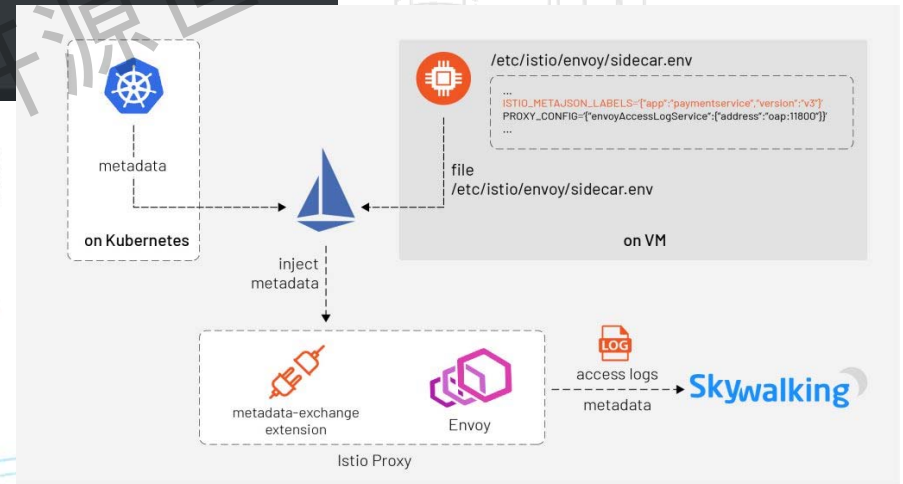 开源
/etc/istio/envoy/sidecar.env
...
ISTIO_METAJSON_LABELS='{"app":"paymentservice","version":"v3"}'
PROXY_CONFIG='{"envoyAccessLogService":{"address":"oap:11800"}}'
...
metadata
file
/etc/istio/envoy/sidecar.env
on Kubernetes
on VM
inject
metadata
LOG
access logs
metadata
Skywalking
metadata-exchange
extension
Envoy
Istio Proxy